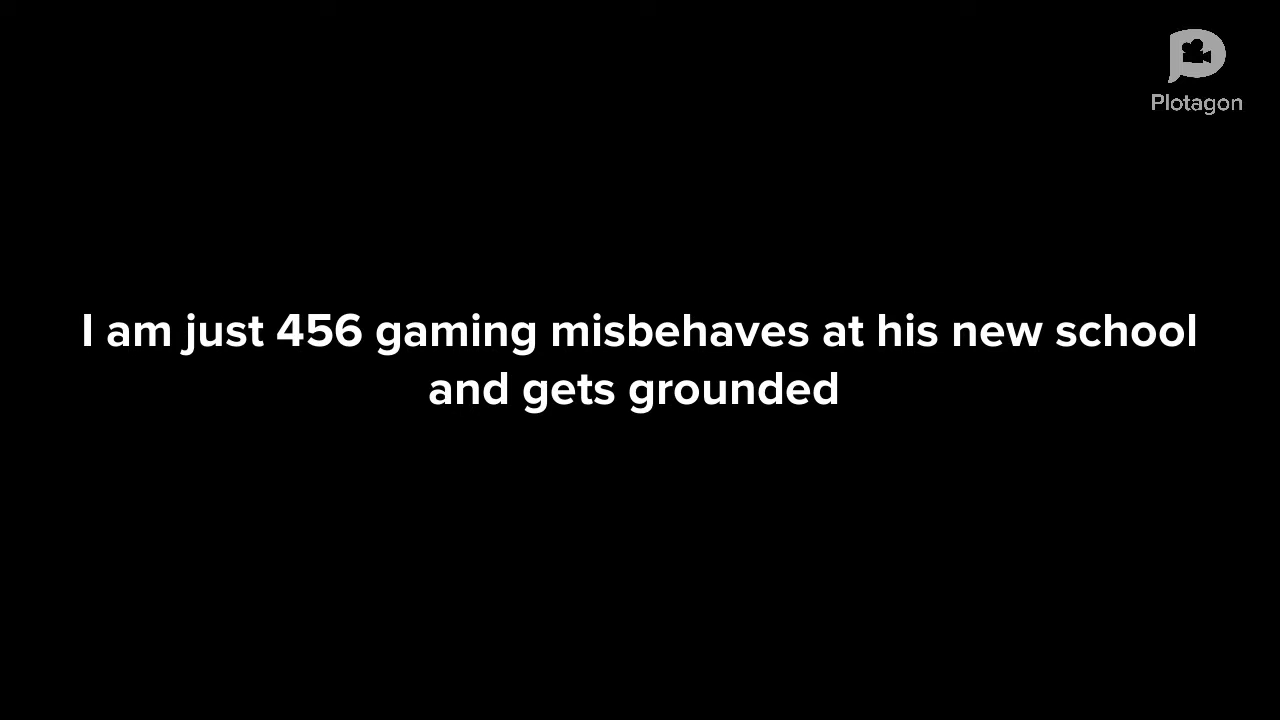 Plotagon
I am just 456 gaming misbehaves at his new school
and gets grounded